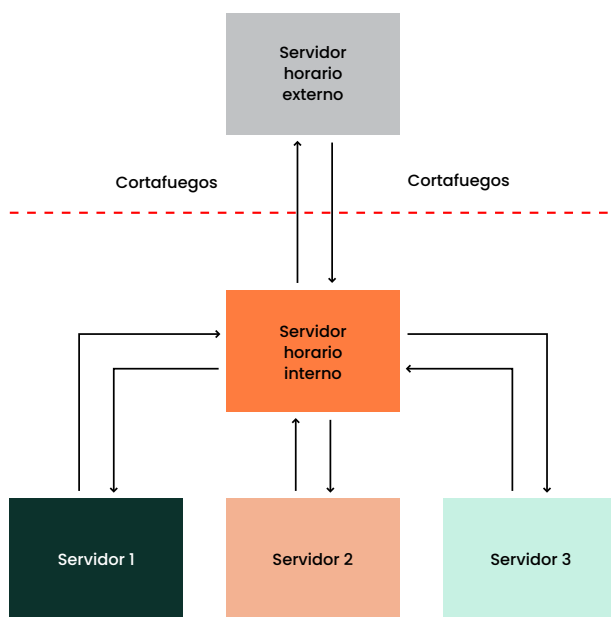 Servidor
horario
externo
Cortafuegos
Cortafuegos
Servidor
horario
interno
Servidor 1
Servidor 2
Servidor 3